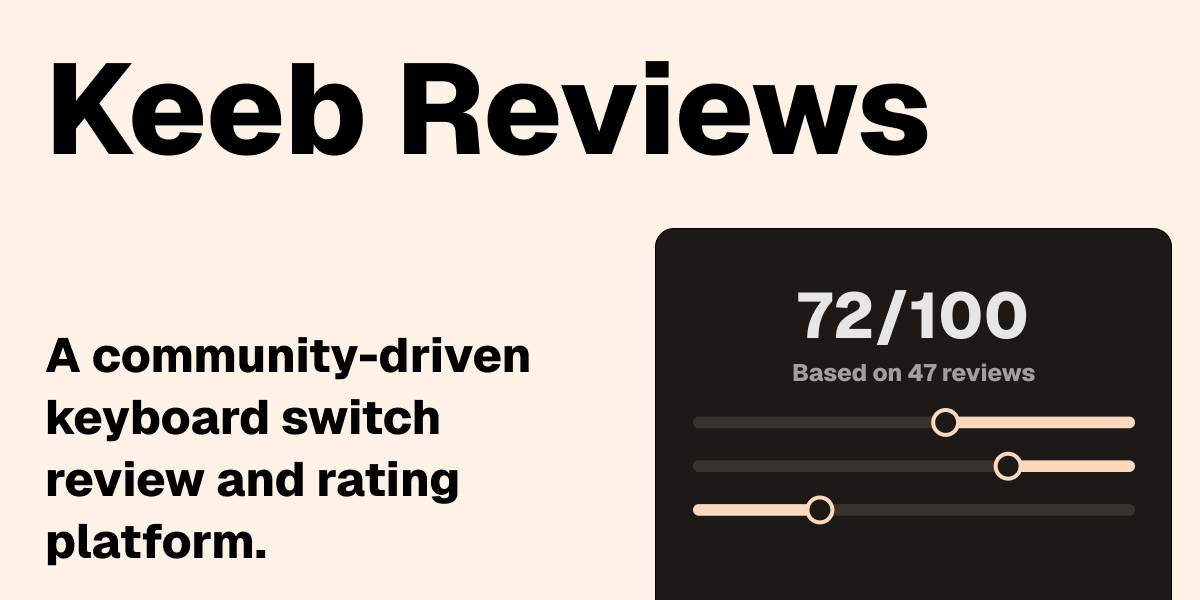 Keeb Reviews
A community-driven
keyboard switch
review and rating
platform.
72/100
Based on 47 reviews